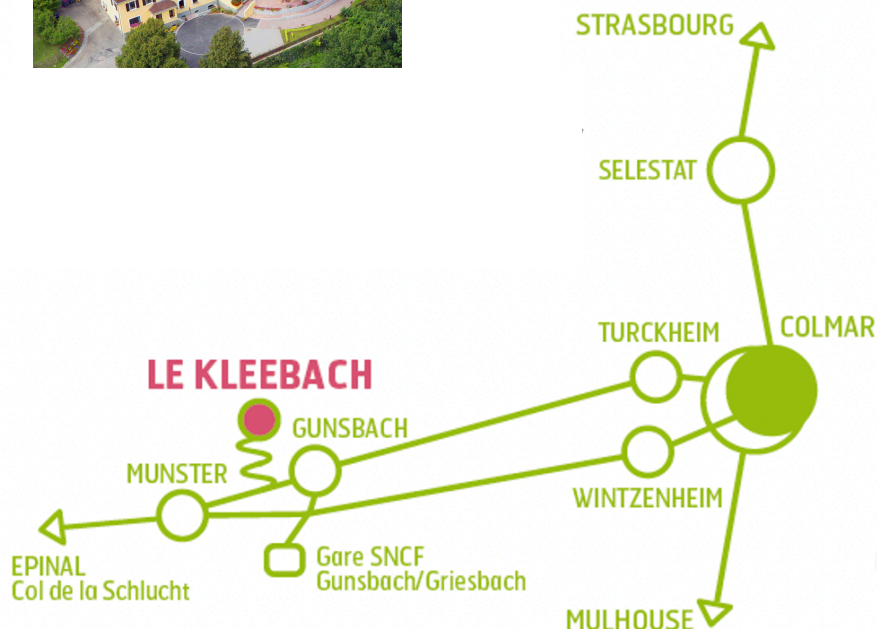 STRASBOURG
SELESTAT
TURCKHEIM
COLMAR
LE KLEEBACH
GUNSBACH
MUNSTER
WINTZENHEIM
EPINAL
Col de la Schlucht
Gare SNCF
Gunsbach/Griesbach
MULHOUSE